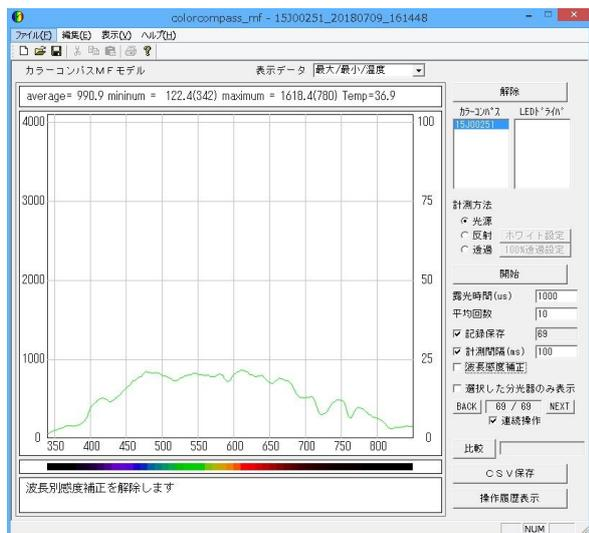 colorcompass_mf - 15J00251_20180709_161448
ファイル(F) 編集(E) 表示(V) ヘルプ(H)
カラーコンパスMFモデル 表示データ 最大/最小/温度
average= 990.9 mininum = 122.4(342) maximum = 1618.4(780) Temp=36.9
4000 100
3000 75
2000 50
1000 25
0 0
350 400 450 500 550 600 650 700 750 800
波長別感度補正を解除します
解除
カラーコンパス LEDドライバ
15J00251
計測方法
光源
反射 ホワイト設定
透過 100%透過設定
開始
露光時間(us) 1000
平均回数 10
記録保存 69
計測間隔(ms) 100
波長感度補正
選択した分光器のみ表示
BACK 69 / 69 NEXT
連続操作
比較
CSV保存
操作履歴表示
NUM